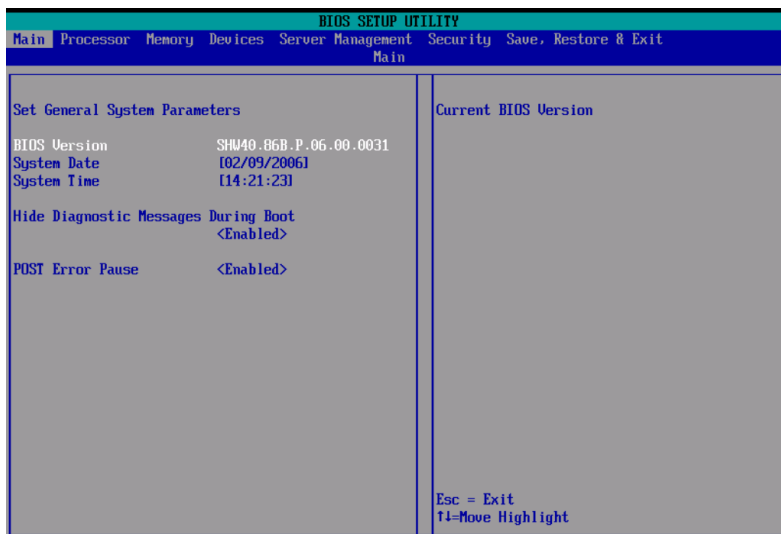 BIOS SETUP UTILITY
Main Processor Memory Devices Server Management Security Save, Restore & Exit
Main
Set General System Parameters
BIOS Version SHW40.86B.P.06.00.0031
System Date [02/09/2006]
System Time [14:21:23]
Hide Diagnostic Messages During Boot
<Enabled>
POST Error Pause <Enabled>
Current BIOS Version
Esc = Exit
↑↓=Move Highlight